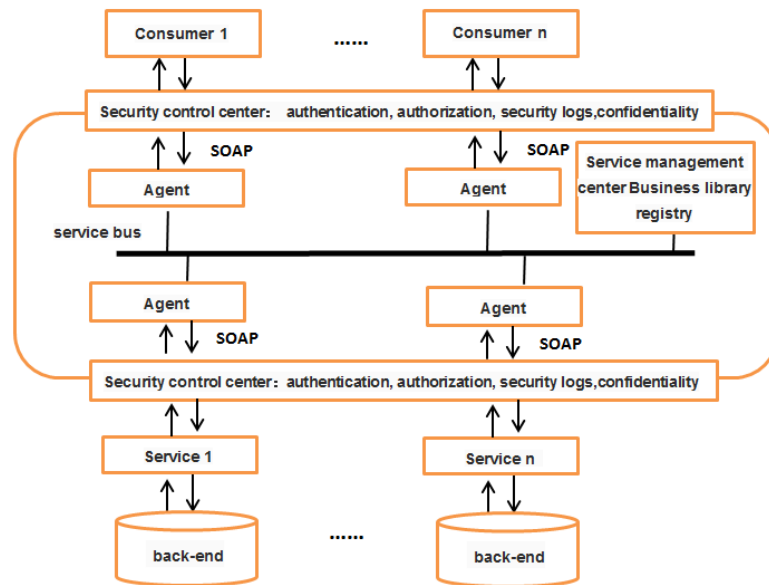 Consumer 1
......
Consumer n
Security control center: authentication, authorization, security logs,confidentiality
SOAP
SOAP
Agent
Agent
Service management
center Business library
registry
service bus
Agent
Agent
SOAP
SOAP
Security control center: authentication, authorization, security logs,confidentiality
Service 1
Service n
......
back-end
back-end